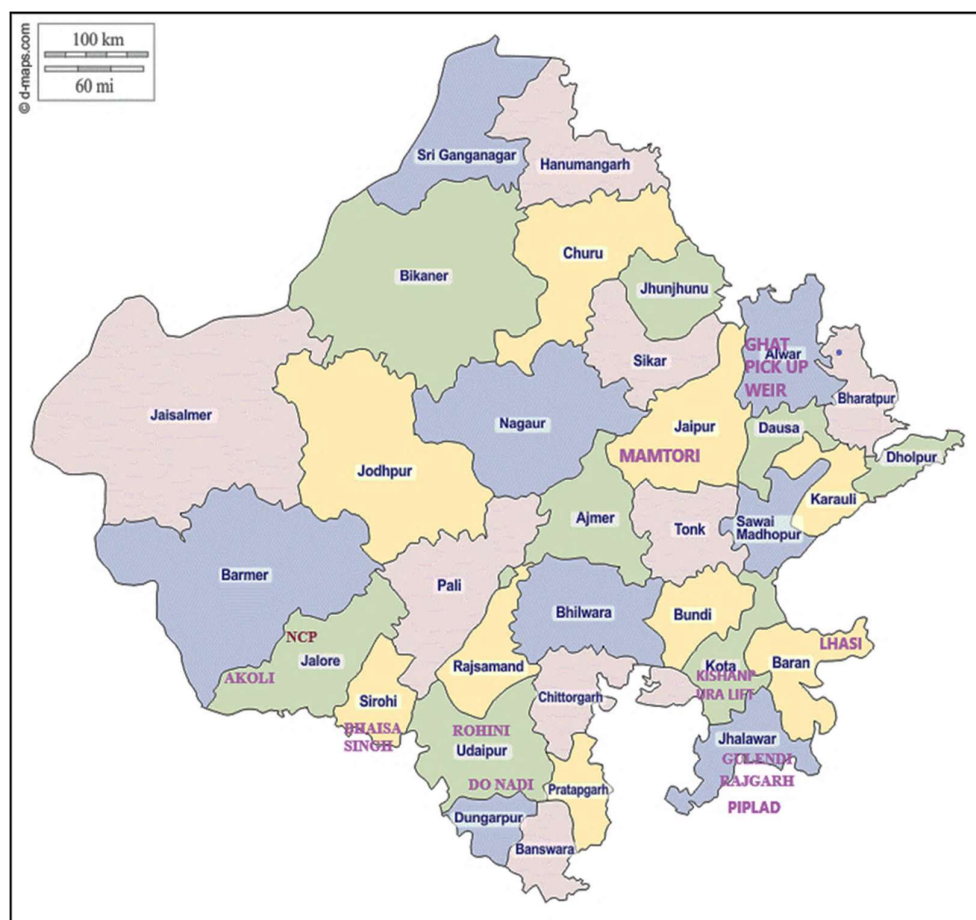 © d-maps.com
100 km
60 mi
Sri Ganganagar
Hanumangarh
Churu
Bikaner
Jhunjhunu
Sikar
GHAT
Alwar
PICK UP
WEIR
Bharatpur
Jaisalmer
Nagaur
Jaipur
Dausa
MAMTORI
Dholpur
Jodhpur
Karauli
Ajmer
Tonk
Sawai
Madhopur
Barmer
Pali
Bhilwara
Bundi
NCP
Jalore
Rajsamand
Kota
Baran
LHASI
AKOLI
Sirohi
Chittorgarh
KISHANP
URA LIFT
BHAISA
SINGH
ROHINI
Udaipur
Jhalawar
GULENDI
RAJGARH
DO NADI
Pratapgarh
PIPLAD
Dungarpur
Banswara